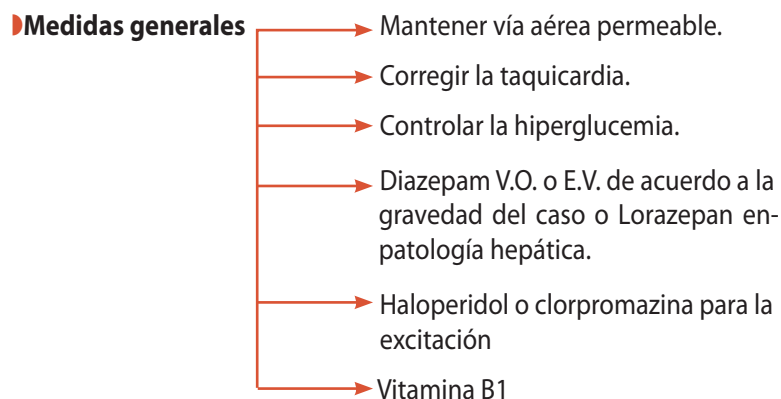 Medidas generales
Mantener vía aérea permeable.
Corregir la taquicardia.
Controlar la hiperglucemia.
Diazepam V.O. o E.V. de acuerdo a la
gravedad del caso o Lorazepan en-
patología hepática.
Haloperidol o clorpromazina para la
excitación
Vitamina B1